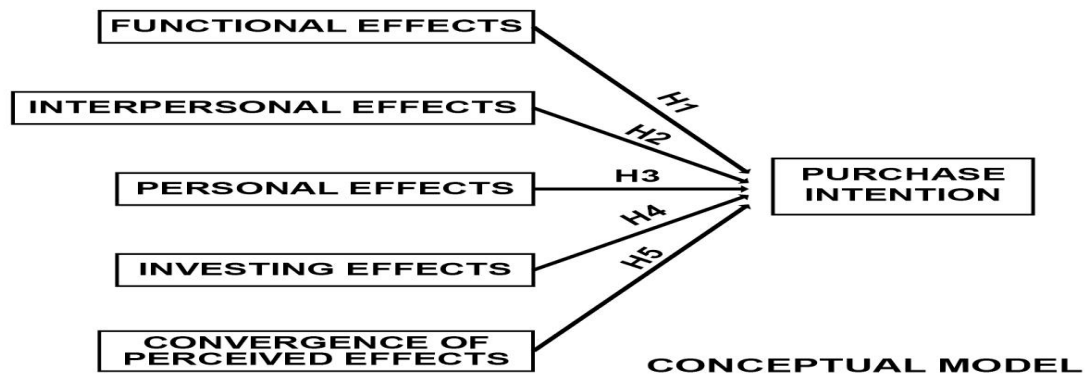 FUNCTIONAL EFFECTS
H1
INTERPERSONAL EFFECTS
H2
PERSONAL EFFECTS
H3
PURCHASE
INTENTION
H4
INVESTING EFFECTS
H5
CONVERGENCE OF
PERCEIVED EFFECTS
CONCEPTUAL MODEL